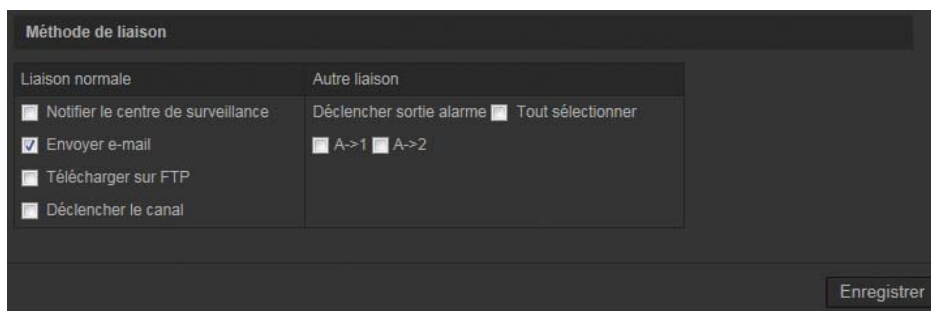 Méthode de liaison
Liaison normale
Autre liaison
Notifier le centre de surveillance
Déclencher sortie alarme Tout sélectionner
Envoyer e-mail
A->1 A->2
Télécharger sur FTP
Déclencher le canal
Enregistrer